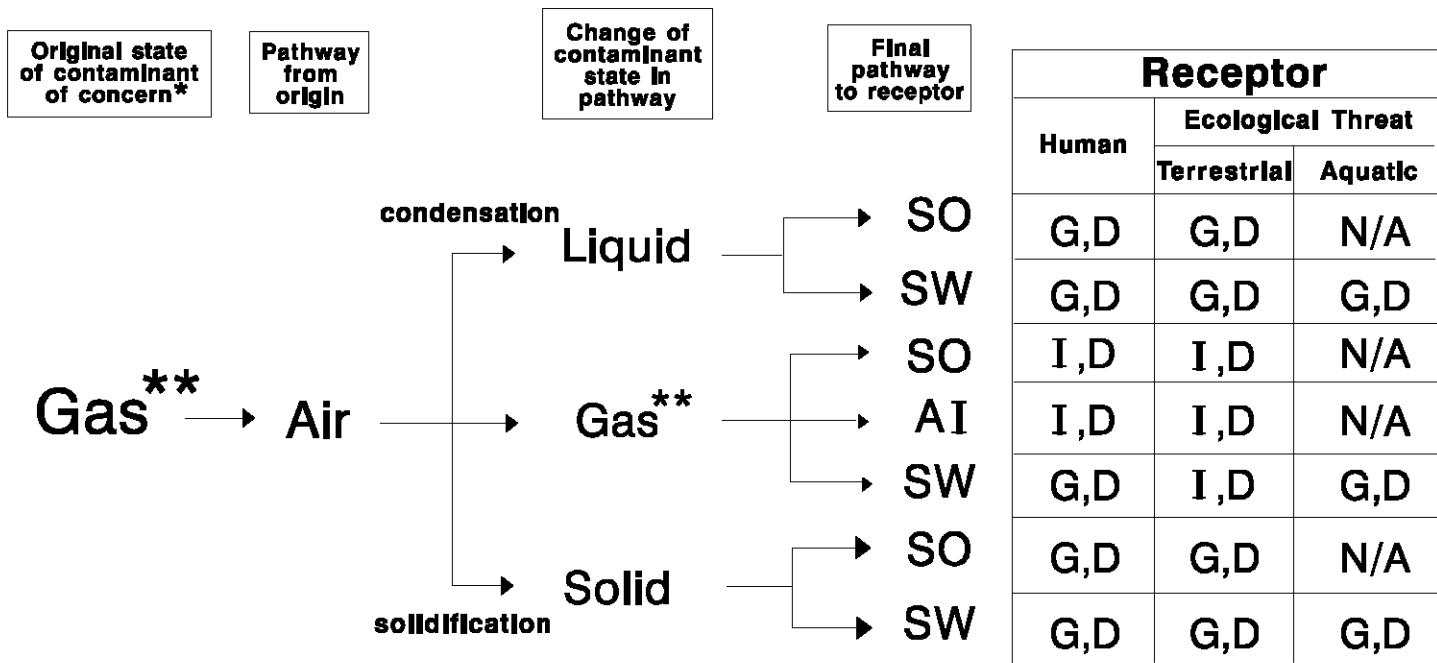 Original state
of contaminant
of concern*
Pathway
from
origin
Change of
contaminant
state in
pathway
Final
pathway
to receptor
Receptor
Human
Ecological Threat
Terrestrial
Aquatic
condensation
Liquid
SO
G,D
G,D
N/A
SW
G,D
G,D
G,D
Gas**
Air
Gas**
SO
I,D
I,D
N/A
AI
I,D
I,D
N/A
SW
G,D
I,D
G,D
solidification
Solid
SO
G,D
G,D
N/A
SW
G,D
G,D
G,D